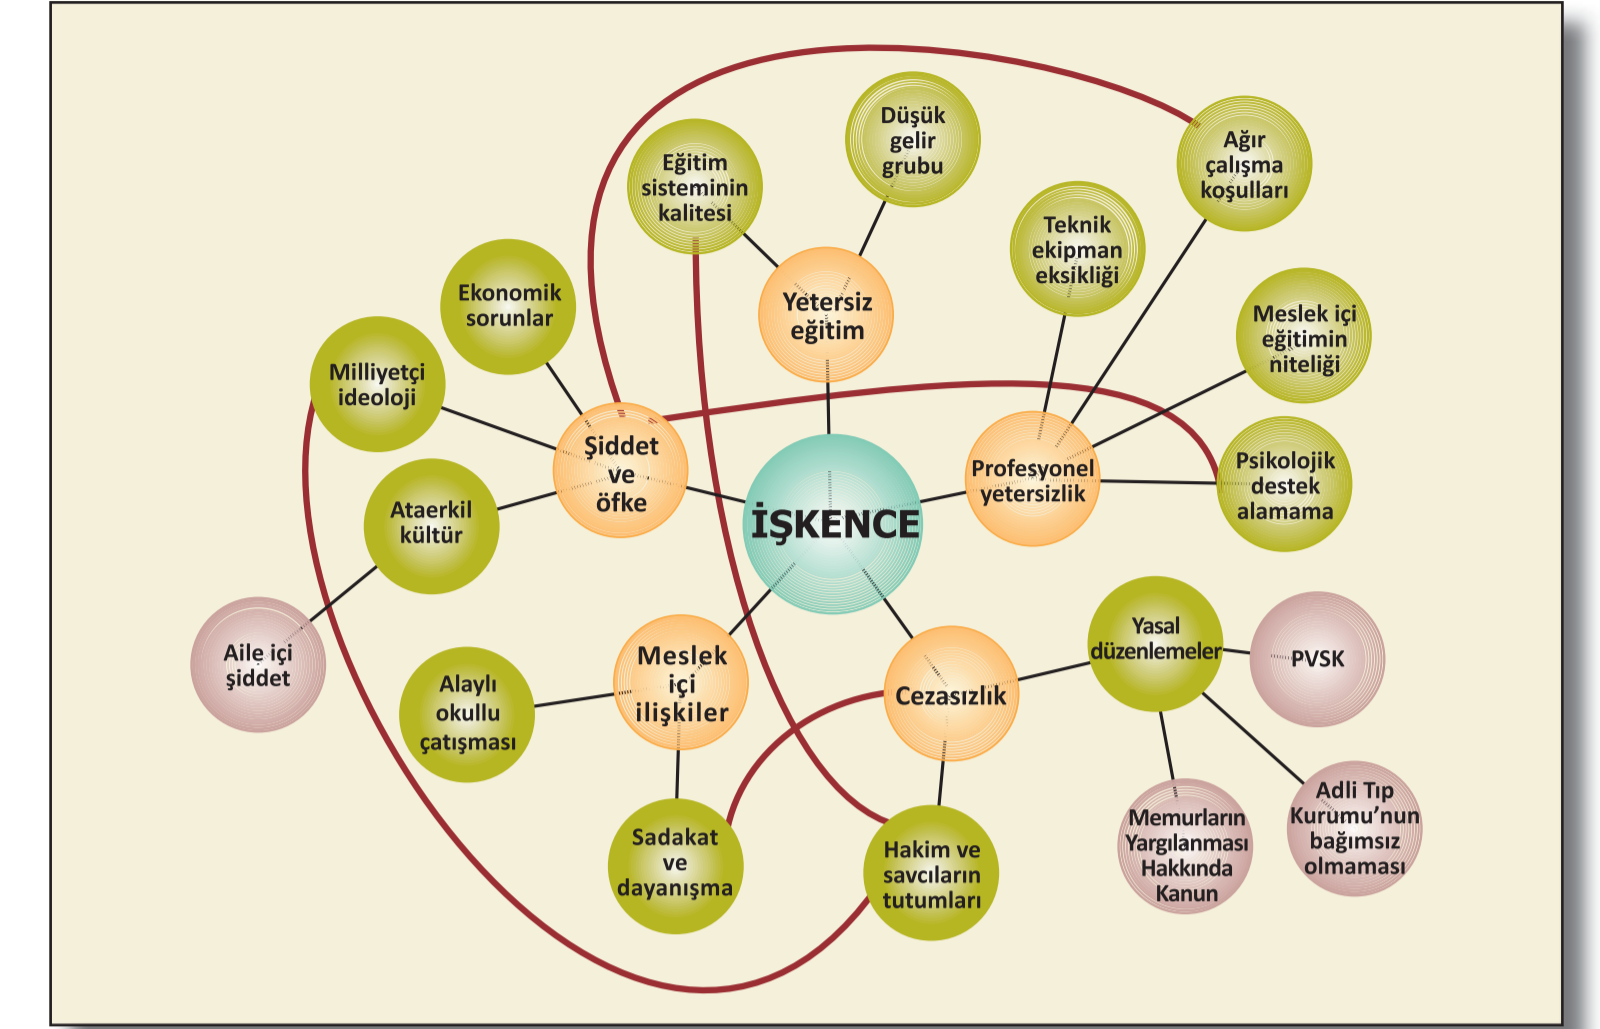 Düşük
gelir
grubu
Eğitim
sisteminin
kalitesi
Ağır
çalışma
koşulları
Teknik
ekipman
eksikliği
Ekonomik
sorunlar
Yetersiz
eğitim
Meslek içi
eğitimin
niteliği
Milliyetçi
ideoloji
Şiddet
ve
öfke
Profesyonel
yetersizlik
Psikolojik
destek
alamama
Ataerkil
kültür
İŞKENCE
Aile içi
şiddet
Meslek
içi
ilişkiler
Yasal
düzenlemeler
PVSK
Alaylı
okullu
çatışması
Cezasızlık
Sadakat
ve
dayanışma
Hakim ve
savcıların
tutumları
Memurların
Yargılanması
Hakkında
Kanun
Adli Tıp
Kurumu’nun
bağımsız
olmaması